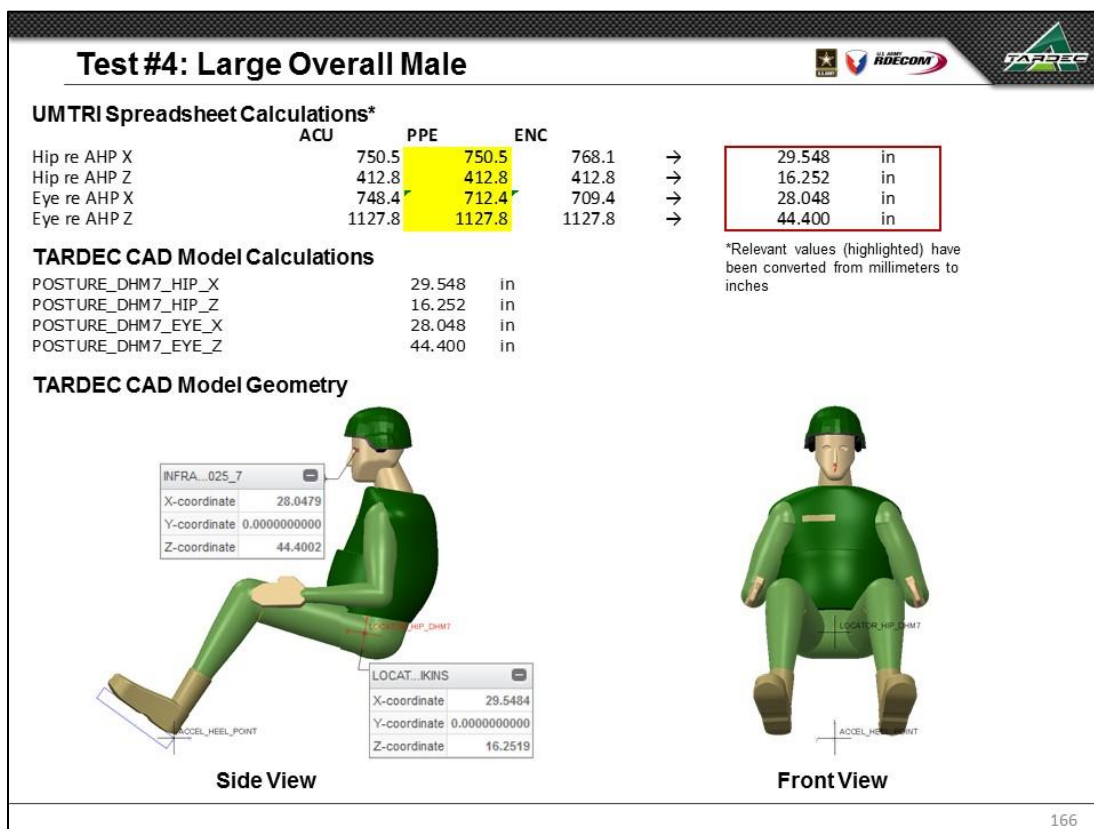 Test #4: Large Overall Male
U.S. ARMY
U.S. ARMY
RDECOM
TARDEC
UMTRI Spreadsheet Calculations*
ACU PPE ENC
Hip re AHP X 750.5 750.5 768.1 → 29.548 in
Hip re AHP Z 412.8 412.8 412.8 → 16.252 in
Eye re AHP X 748.4 712.4 709.4 → 28.048 in
Eye re AHP Z 1127.8 1127.8 1127.8 → 44.400 in
*Relevant values (highlighted) have
been converted from millimeters to
inches
TARDEC CAD Model Calculations
POSTURE_DHM7_HIP_X 29.548 in
POSTURE_DHM7_HIP_Z 16.252 in
POSTURE_DHM7_EYE_X 28.048 in
POSTURE_DHM7_EYE_Z 44.400 in
TARDEC CAD Model Geometry
INFRA...025_7
X-coordinate 28.0479
Y-coordinate 0.0000000000
Z-coordinate 44.4002
LOCATOR_HIP_DHM7
LOCAT...IKINS
X-coordinate 29.5484
Y-coordinate 0.0000000000
Z-coordinate 16.2519
ACCEL_HEEL_POINT
LOCATOR_HIP_DHM7
ACCEL_HEEL_POINT
Side View
Front View
166